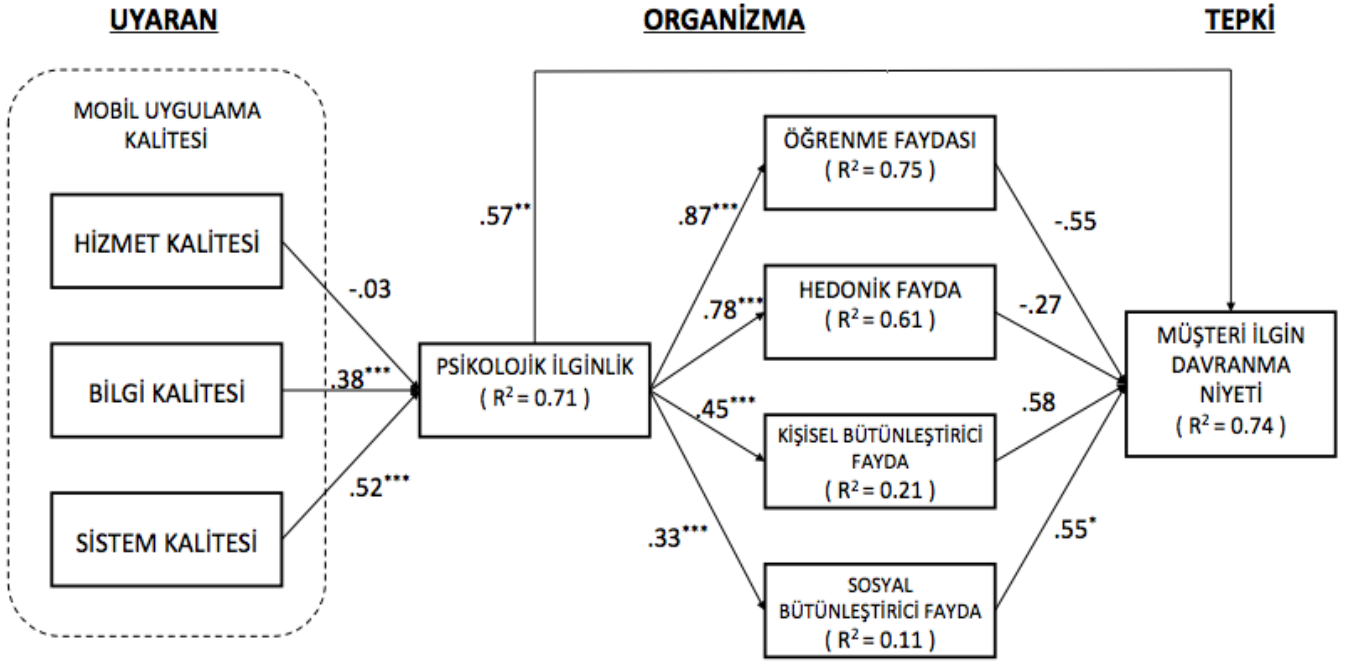 UYARAN
ORGANİZMA
TEPKİ
MOBİL UYGULAMA
KALİTESİ
HİZMET KALİTESİ
BİLGİ KALİTESİ
SİSTEM KALİTESİ
-.03
.38***
.52***
PSİKOLOJİK İLGİNLİK
( R² = 0.71 )
.57**
.87***
.78***
.45***
.33***
ÖĞRENME FAYDASI
( R² = 0.75 )
HEDONİK FAYDA
( R² = 0.61 )
KİŞİSEL BÜTÜNLEŞTİRİCİ
FAYDA
( R² = 0.21 )
SOSYAL
BÜTÜNLEŞTİRİCİ FAYDA
( R² = 0.11 )
-.55
-.27
.58
.55*
MÜŞTERİ İLGİN
DAVRANMA
NİYETİ
( R² = 0.74 )